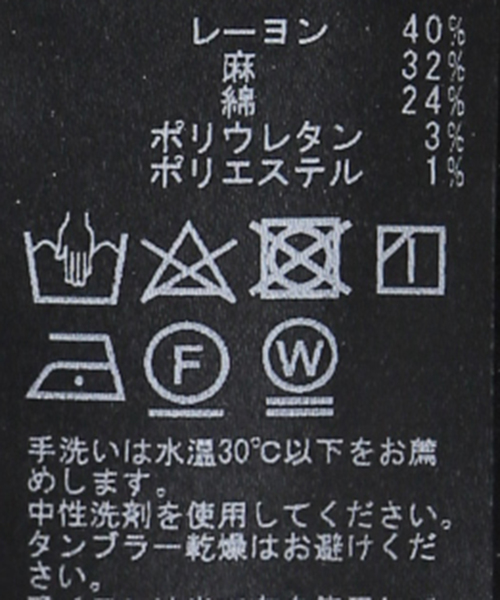 レーヨン 40%
麻 32%
綿 24%
ポリウレタン 3%
ポリエステル 1%
F W
手洗いは水温30℃以下をお薦
めします。
中性洗剤を使用してください。
タンブラー乾燥はお避けくだ
さい。